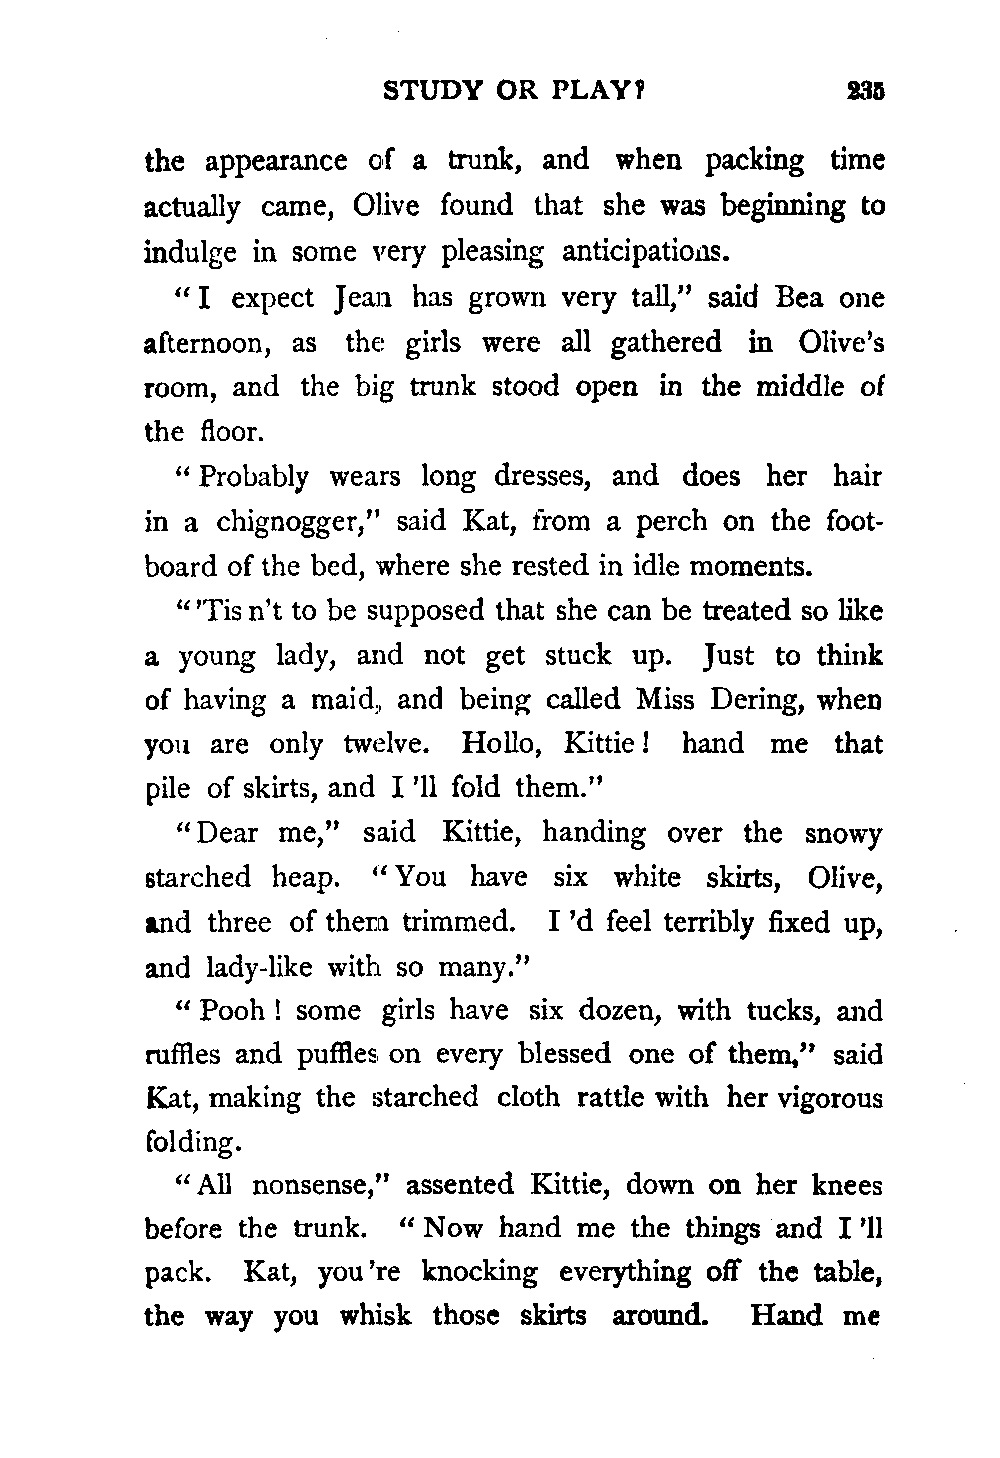 STUDY OR PLAY? 235
the appearance of a trunk, and when packing time
actually came, Olive found that she was beginning to
indulge in some very pleasing anticipations.
“I expect Jean has grown very tall,” said Bea one
afternoon, as the girls were all gathered in Olive’s
room, and the big trunk stood open in the middle of
the floor.
“Probably wears long dresses, and does her hair
in a chignogger,” said Kat, from a perch on the foot-
board of the bed, where she rested in idle moments.
“’Tis n’t to be supposed that she can be treated so like
a young lady, and not get stuck up. Just to think
of having a maid, and being called Miss Dering, when
you are only twelve. Hollo, Kittie! hand me that
pile of skirts, and I ’ll fold them.”
“Dear me,” said Kittie, handing over the snowy
starched heap. “You have six white skirts, Olive,
and three of them trimmed. I ’d feel terribly fixed up,
and lady-like with so many.”
“Pooh! some girls have six dozen, with tucks, and
ruffles and puffles on every blessed one of them,” said
Kat, making the starched cloth rattle with her vigorous
folding.
“All nonsense,” assented Kittie, down on her knees
before the trunk. “Now hand me the things and I ’ll
pack. Kat, you ’re knocking everything off the table,
the way you whisk those skirts around. Hand me